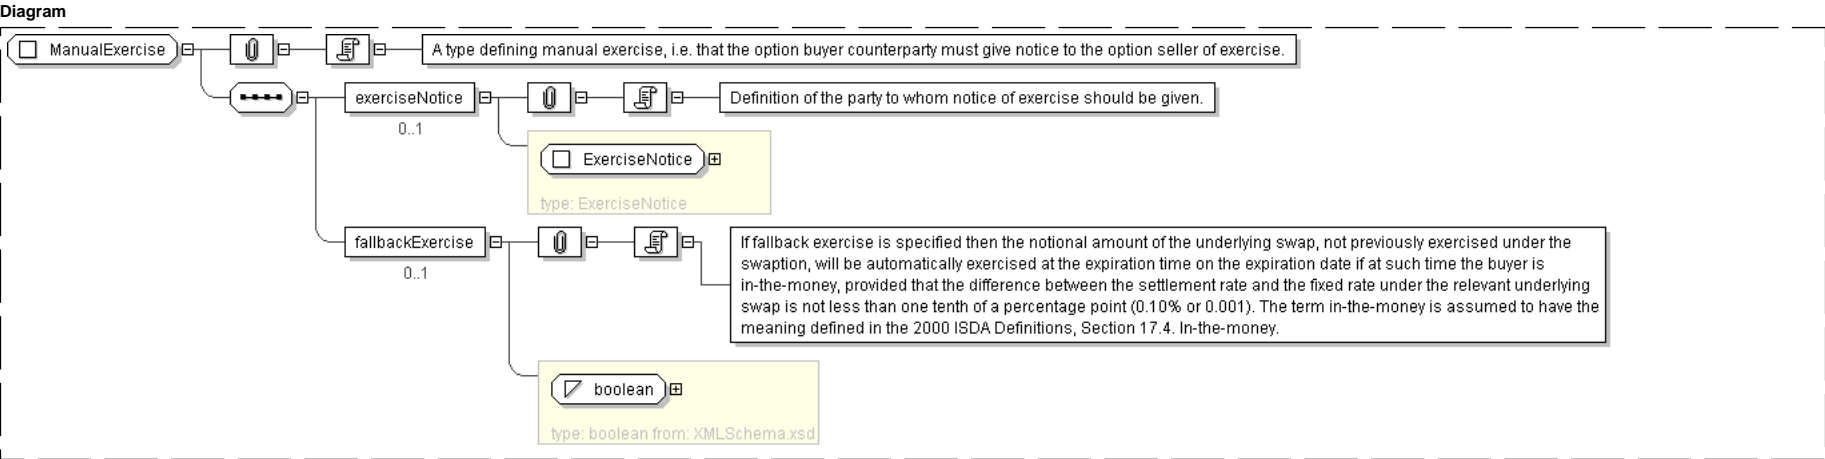 Diagram
ManualExercise
A type defining manual exercise, i.e. that the option buyer counterparty must give notice to the option seller of exercise.
exerciseNotice
Definition of the party to whom notice of exercise should be given.
0..1
ExerciseNotice
type: ExerciseNotice
fallbackExercise
If fallback exercise is specified then the notional amount of the underlying swap, not previously exercised under the
swaption, will be automatically exercised at the expiration time on the expiration date if at such time the buyer is
in-the-money, provided that the difference between the settlement rate and the fixed rate under the relevant underlying
swap is not less than one tenth of a percentage point (0.10% or 0.001). The term in-the-money is assumed to have the
meaning defined in the 2000 ISDA Definitions, Section 17.4. In-the-money.
0..1
boolean
type: boolean from: XMLSchema.xsd